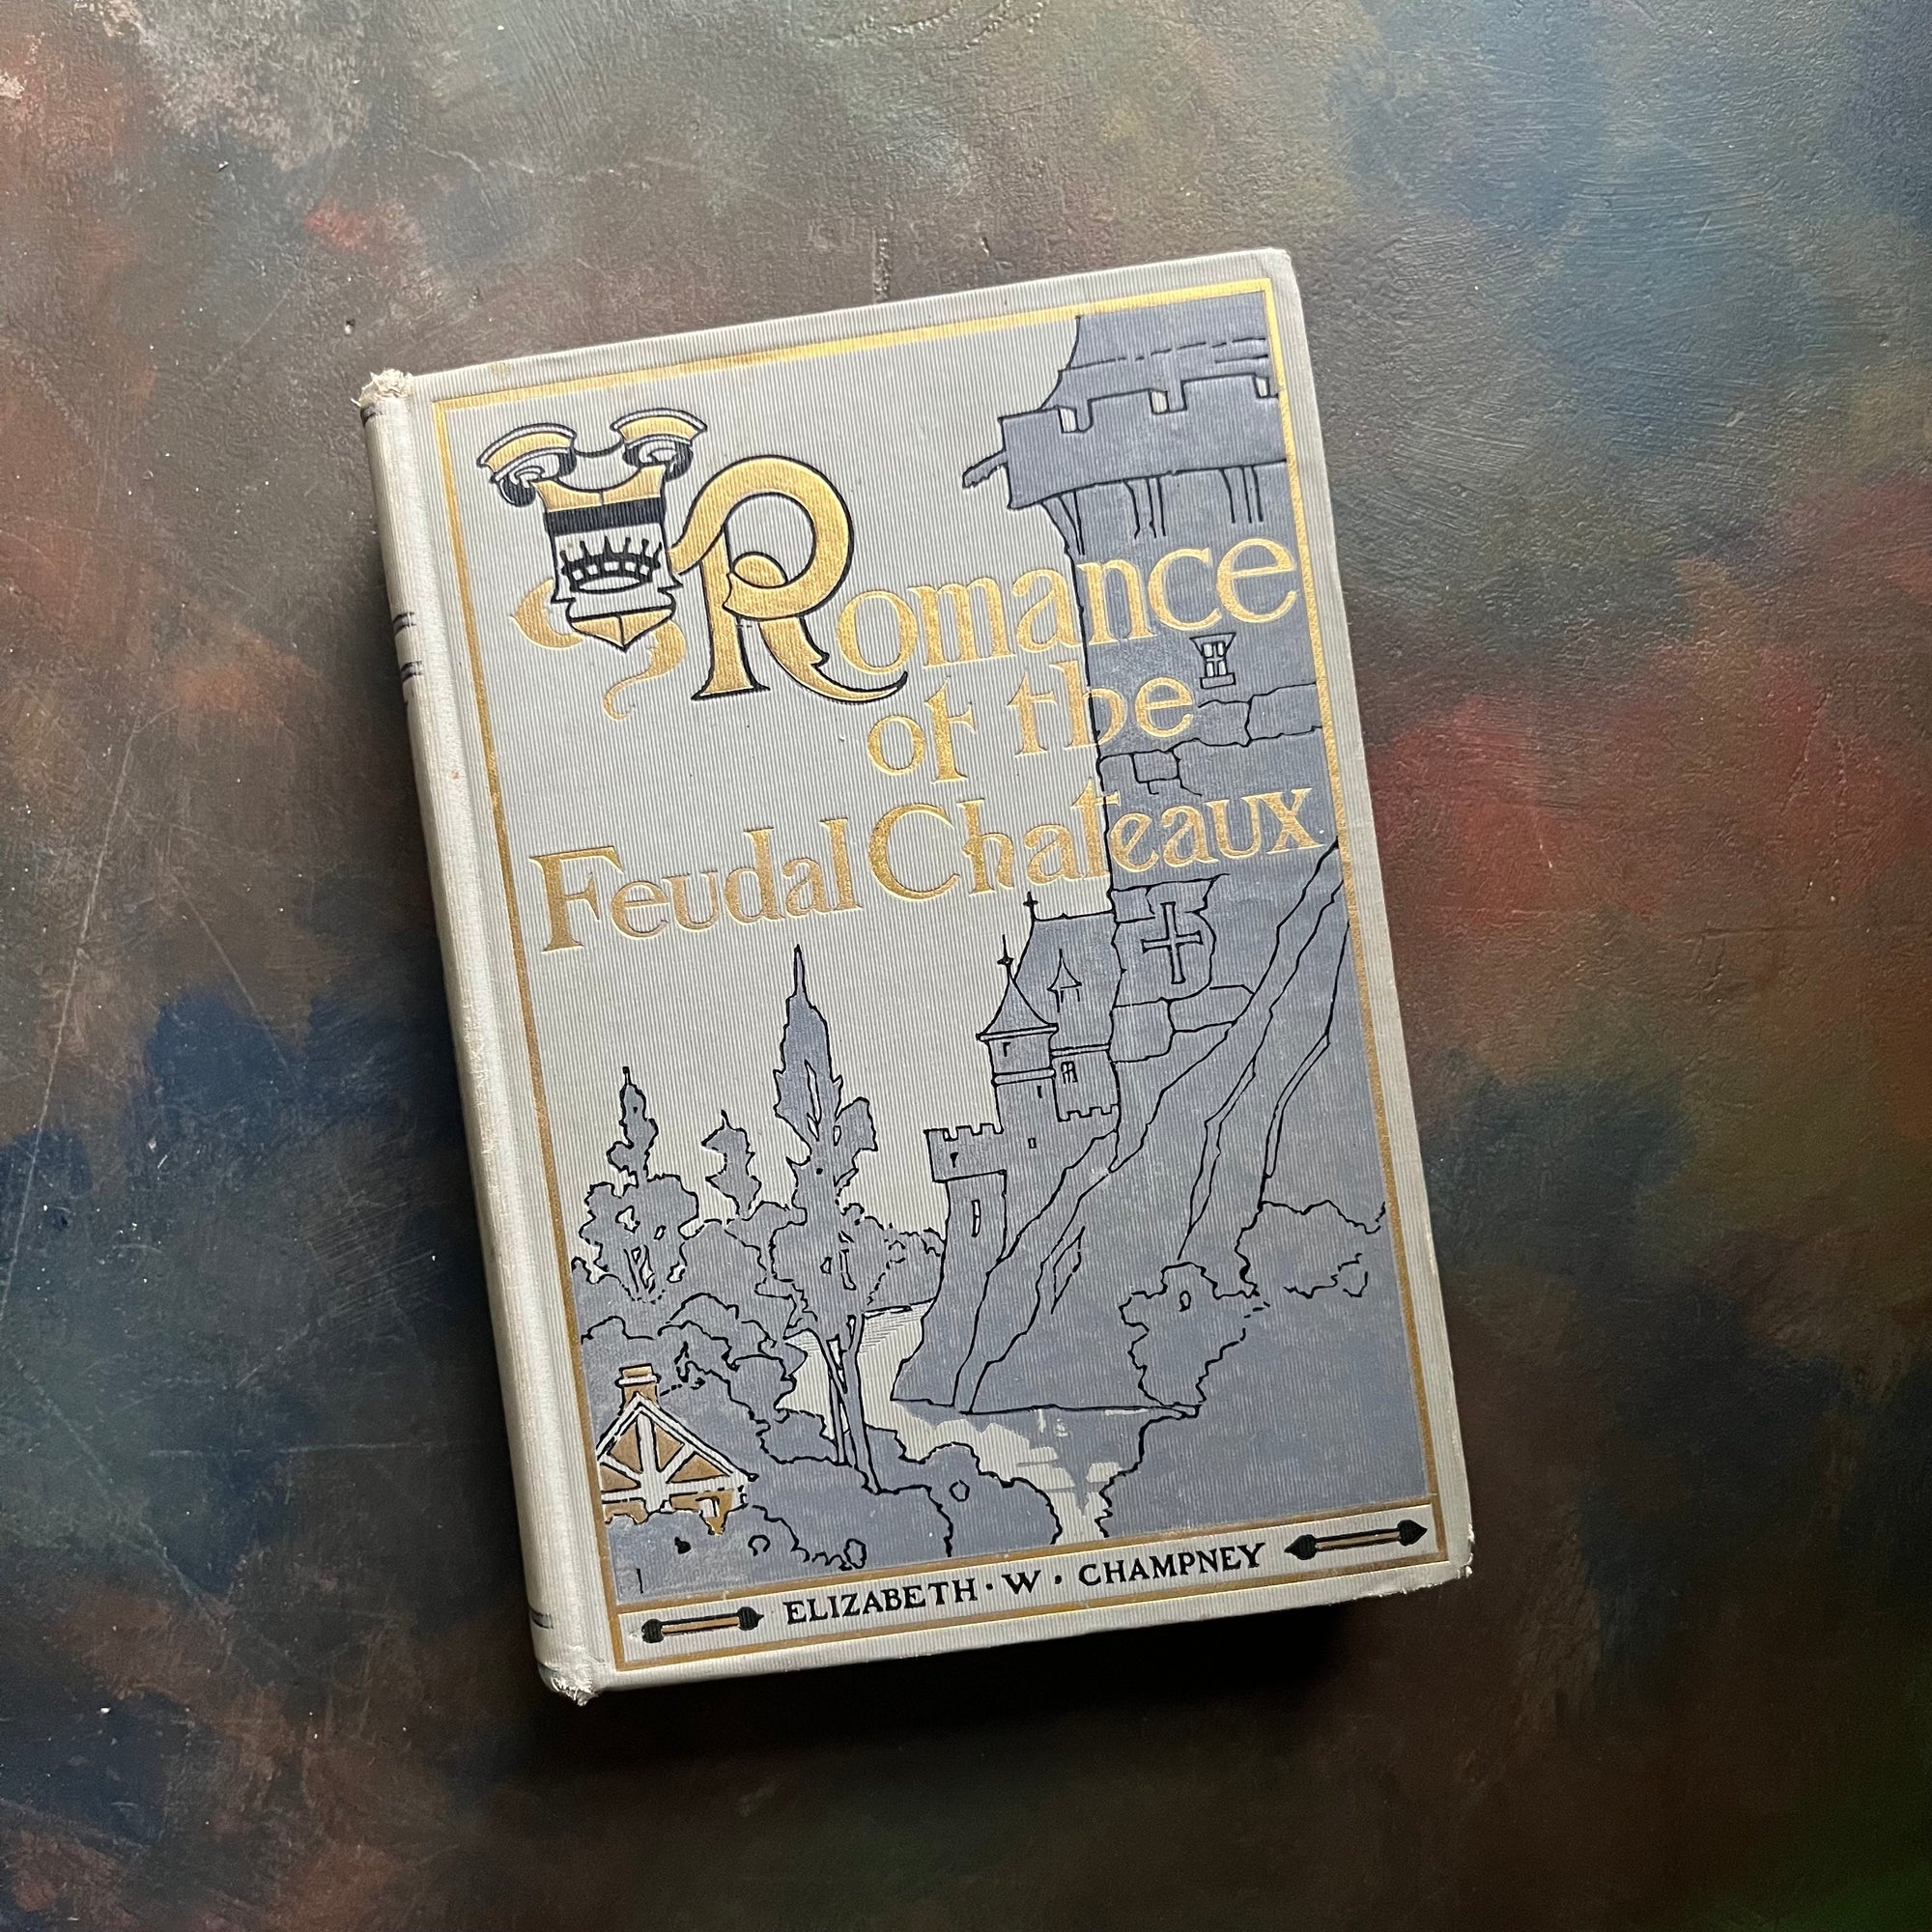 Romance
of the
Feudal Chateaux
ELIZABETH · W · CHAMPNEY